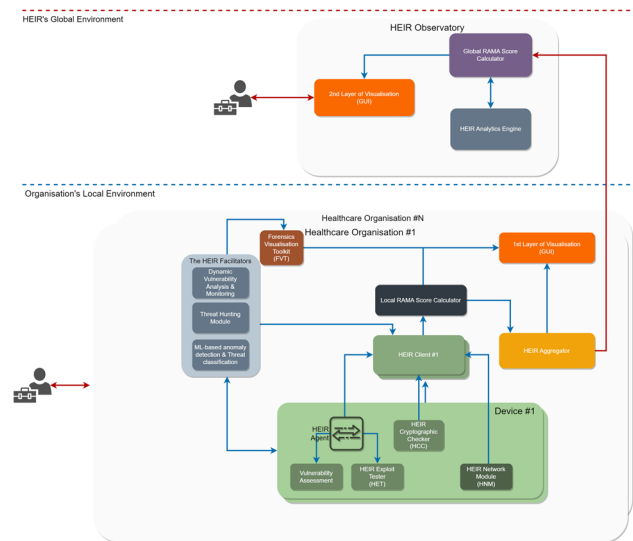 HEIR's Global Environment
HEIR Observatory
Global RAMA Score
Calculator
2nd Layer of Visualisation
(GUI)
HEIR Analytics Engine
Organisation's Local Environment
Healthcare Organisation #N
Healthcare Organisation #1
Forensics
Visualisation
Toolkit
(FVT)
1st Layer of Visualisation
(GUI)
The HEIR Facilitators
Dynamic
Vulnerability
Analysis &
Monitoring
Threat Hunting
Module
ML-based anomaly
detection & Threat
classification
Local RAMA Score Calculator
HEIR Client #1
HEIR Aggregator
Device #1
HEIR
Agent
HEIR
Cryptographic
Checker
(HCC)
Vulnerability
Assessment
HEIR Exploit
Tester
(HET)
HEIR Network
Module
(HNM)